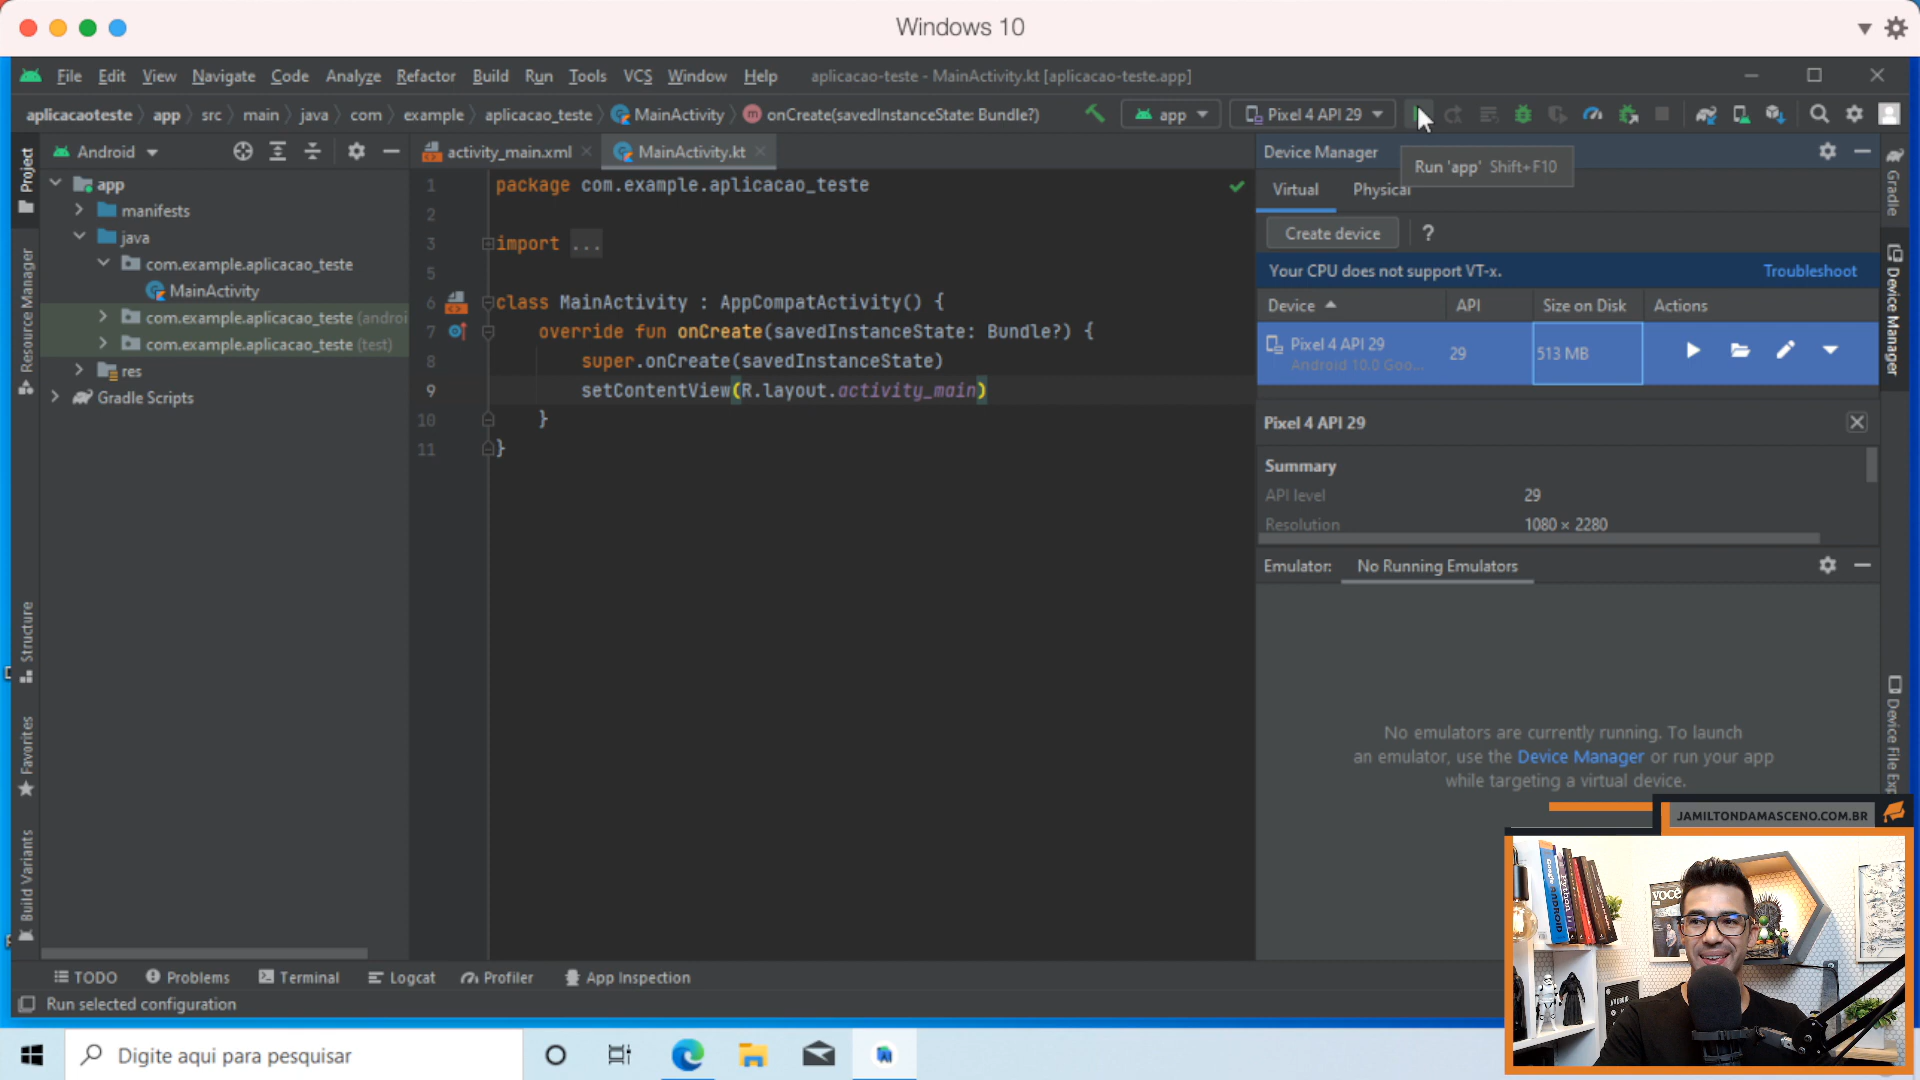 Windows 10
File Edit View Navigate Code Analyze Refactor Build Run Tools VCS Window Help aplicacao-teste - MainActivity.kt [aplicacao-teste.app]
aplicacaoteste app src main java com example aplicacao_teste MainActivity onCreate(savedInstanceState: Bundle?) app Pixel 4 API 29
Run 'app' Shift+F10
Project
Resource Manager
Structure
Favorites
Build Variants
Android
app
manifests
java
com.example.aplicacao_teste
MainActivity
com.example.aplicacao_teste (androi
com.example.aplicacao_teste (test)
res
Gradle Scripts
activity_main.xml MainActivity.kt
1 package com.example.aplicacao_teste
2
3 import ...
5
6 class MainActivity : AppCompatActivity() {
7 override fun onCreate(savedInstanceState: Bundle?) {
8 super.onCreate(savedInstanceState)
9 setContentView(R.layout.activity_main)
10 }
11 }
Device Manager
Virtual Physical
Create device ?
Your CPU does not support VT-x. Troubleshoot
Device API Size on Disk Actions
Pixel 4 API 29 29 513 MB
Android 10.0 Goo...
Pixel 4 API 29
Summary
API level 29
Resolution 1080 × 2280
Emulator: No Running Emulators
No emulators are currently running. To launch
an emulator, use the Device Manager or run your app
while targeting a virtual device.
Gradle
Device Manager
Device File Exp
JAMILTONDAMASCENO.COM.BR
VOCÊ
TODO Problems Terminal Logcat Profiler App Inspection
Run selected configuration
Digite aqui para pesquisar